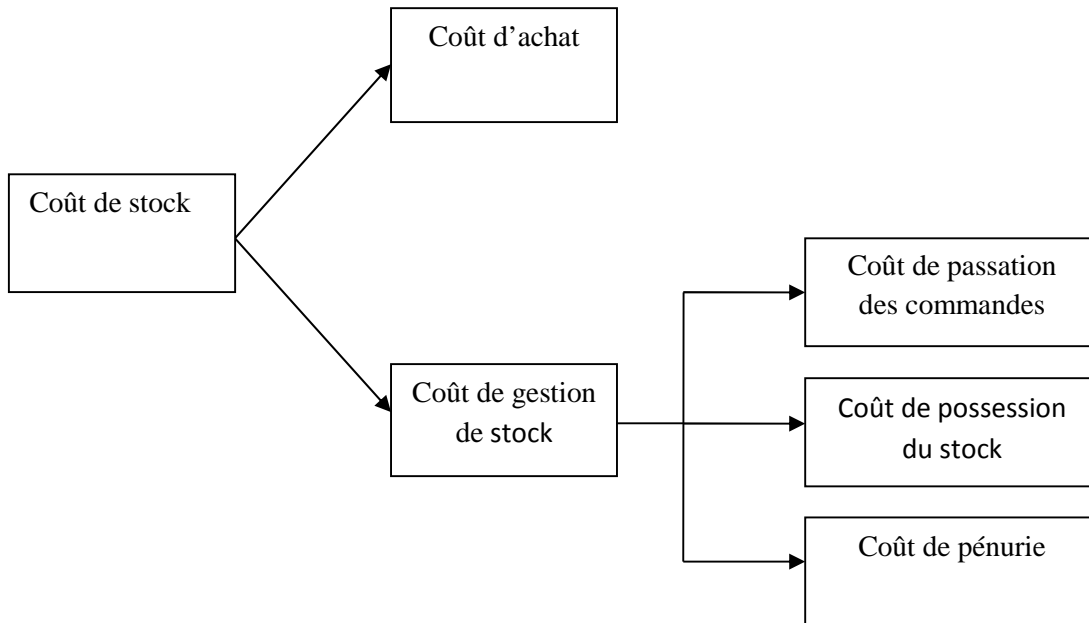 Coût d’achat
Coût de stock
Coût de passation
des commandes
Coût de gestion
de stock
Coût de possession
du stock
Coût de pénurie